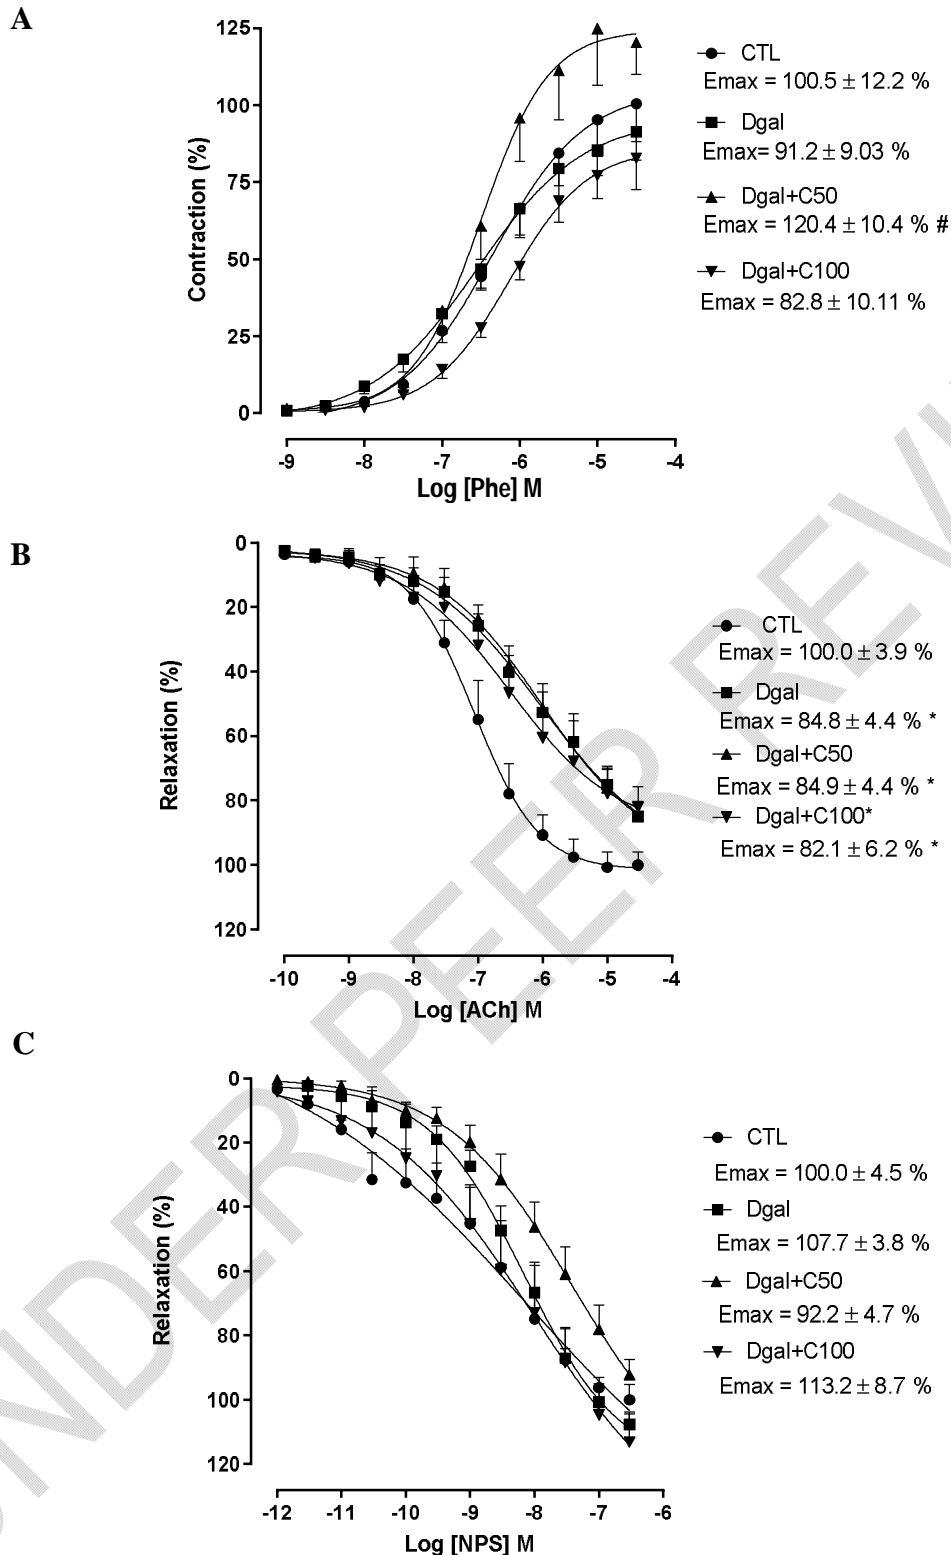 A
125
100
75
50
25
0
Contraction (%)
-9 -8 -7 -6 -5 -4
Log [Phe] M
CTL
Emax = 100.5 ± 12.2 %
Dgal
Emax= 91.2 ± 9.03 %
Dgal+C50
Emax = 120.4 ± 10.4 % #
Dgal+C100
Emax = 82.8 ± 10.11 %
B
0
20
40
60
80
100
120
Relaxation (%)
-10 -9 -8 -7 -6 -5 -4
Log [ACh] M
CTL
Emax = 100.0 ± 3.9 %
Dgal
Emax = 84.8 ± 4.4 % *
Dgal+C50
Emax = 84.9 ± 4.4 % *
Dgal+C100*
Emax = 82.1 ± 6.2 % *
C
0
20
40
60
80
100
120
Relaxation (%)
-12 -11 -10 -9 -8 -7 -6
Log [NPS] M
CTL
Emax = 100.0 ± 4.5 %
Dgal
Emax = 107.7 ± 3.8 %
Dgal+C50
Emax = 92.2 ± 4.7 %
Dgal+C100
Emax = 113.2 ± 8.7 %
NDER PEER REV